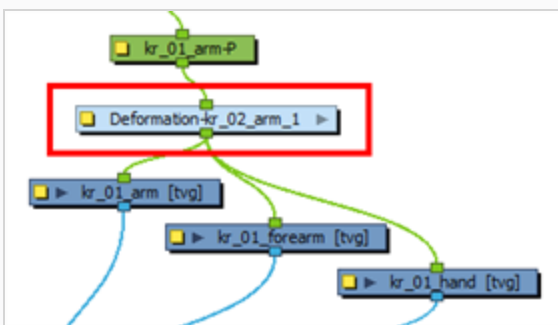 kr_01_arm-P
Deformation-kr_02_arm_1
kr_01_arm [tvg]
kr_01_forearm [tvg]
kr_01_hand [tvg]